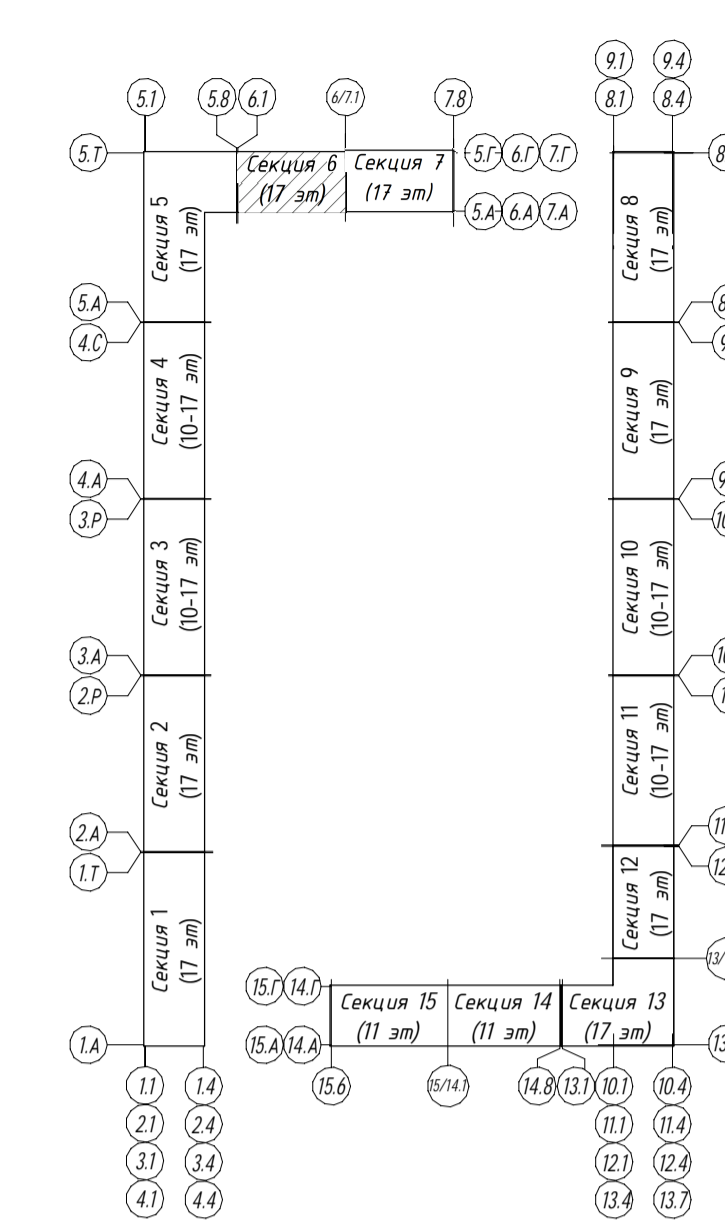 9.1 9.4
5.1 5.8 6.1 6/7.1 7.8 8.1 8.4
5.Т
Секция 6
(17 эт)
Секция 7
(17 эт)
5.Г 6.Г 7.Г
5.А 6.А 7.А
Секция 5
(17 эт)
Секция 8
(17 эт)
5.А
4.С
Секция 4
(10-17 эт)
Секция 9
(17 эт)
4.А
3.Р
Секция 3
(10-17 эт)
Секция 10
(10-17 эт)
3.А
2.Р
Секция 2
(17 эт)
Секция 11
(10-17 эт)
2.А
1.Т
Секция 1
(17 эт)
Секция 12
(17 эт)
15.Г 14.Г
Секция 15
(11 эт)
Секция 14
(11 эт)
Секция 13
(17 эт)
1.А
15.А 14.А
1.1 1.4 15.6 15/14.1 14.8 13.1 10.1 10.4
2.1 2.4 11.1 11.4
3.1 3.4 12.1 12.4
4.1 4.4 13.4 13.7